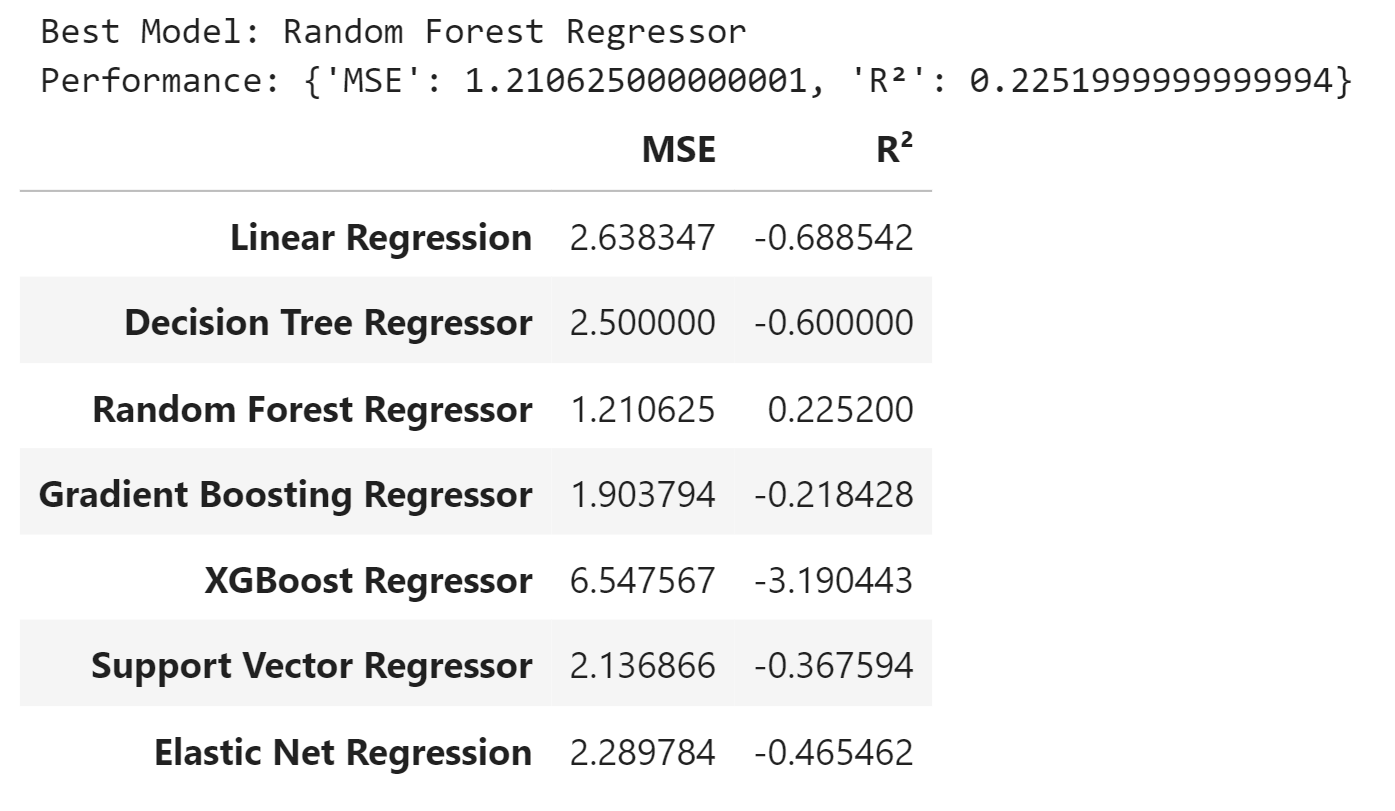 Best Model: Random Forest Regressor
Performance: {'MSE': 1.210625000000001, 'R²': 0.2251999999999994}
MSE R²
Linear Regression 2.638347 -0.688542
Decision Tree Regressor 2.500000 -0.600000
Random Forest Regressor 1.210625 0.225200
Gradient Boosting Regressor 1.903794 -0.218428
XGBoost Regressor 6.547567 -3.190443
Support Vector Regressor 2.136866 -0.367594
Elastic Net Regression 2.289784 -0.465462